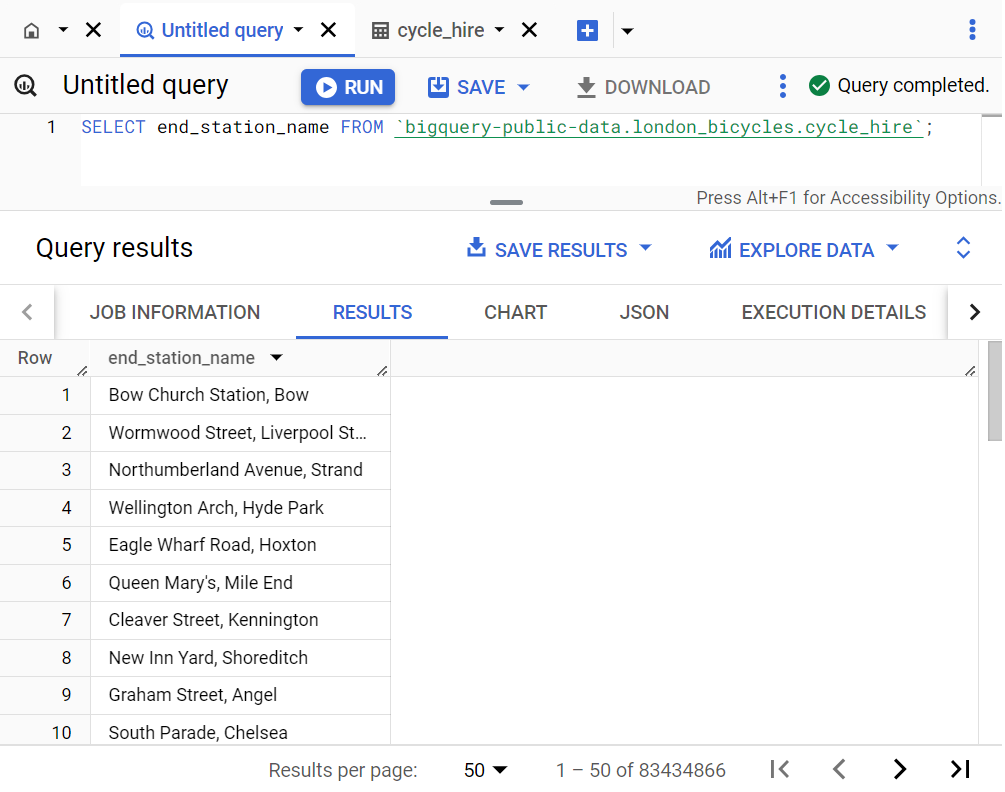 Untitled query
cycle_hire
Untitled query
RUN
SAVE
DOWNLOAD
Query completed.
1 SELECT end_station_name FROM `bigquery-public-data.london_bicycles.cycle_hire`;
Press Alt+F1 for Accessibility Options.
Query results
SAVE RESULTS
EXPLORE DATA
JOB INFORMATION
RESULTS
CHART
JSON
EXECUTION DETAILS
Row end_station_name
1 Bow Church Station, Bow
2 Wormwood Street, Liverpool St...
3 Northumberland Avenue, Strand
4 Wellington Arch, Hyde Park
5 Eagle Wharf Road, Hoxton
6 Queen Mary's, Mile End
7 Cleaver Street, Kennington
8 New Inn Yard, Shoreditch
9 Graham Street, Angel
10 South Parade, Chelsea
Results per page: 50 1 – 50 of 83434866